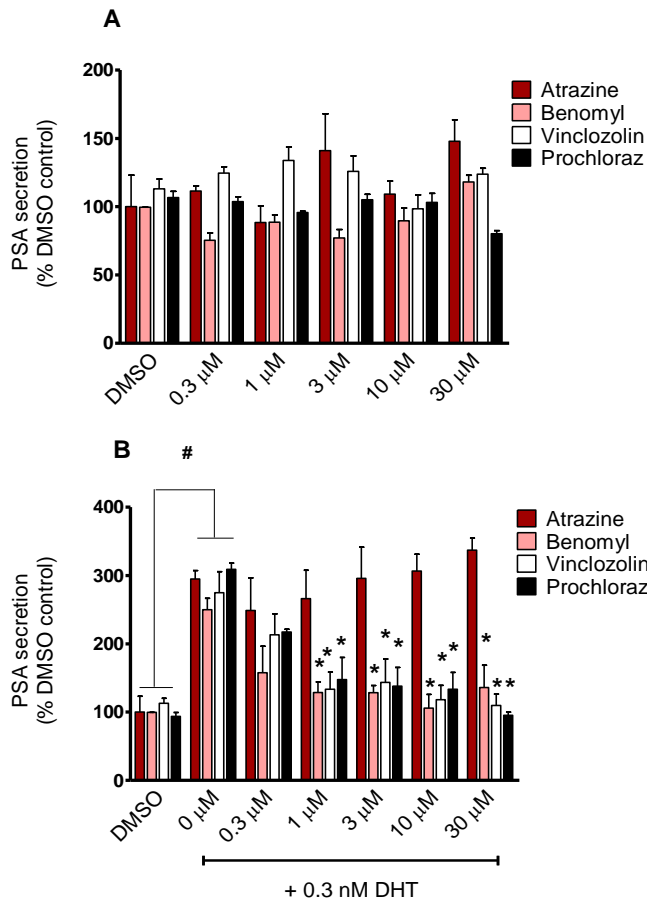 A
PSA secretion
(% DMSO control)
200
150
100
50
0
DMSO
0.3 µM
1 µM
3 µM
10 µM
30 µM
Atrazine
Benomyl
Vinclozolin
Prochloraz
B
#
PSA secretion
(% DMSO control)
400
300
200
100
0
* * *
* * *
* * *
* * *
DMSO
0 µM
0.3 µM
1 µM
3 µM
10 µM
30 µM
+ 0.3 nM DHT
Atrazine
Benomyl
Vinclozolin
Prochloraz